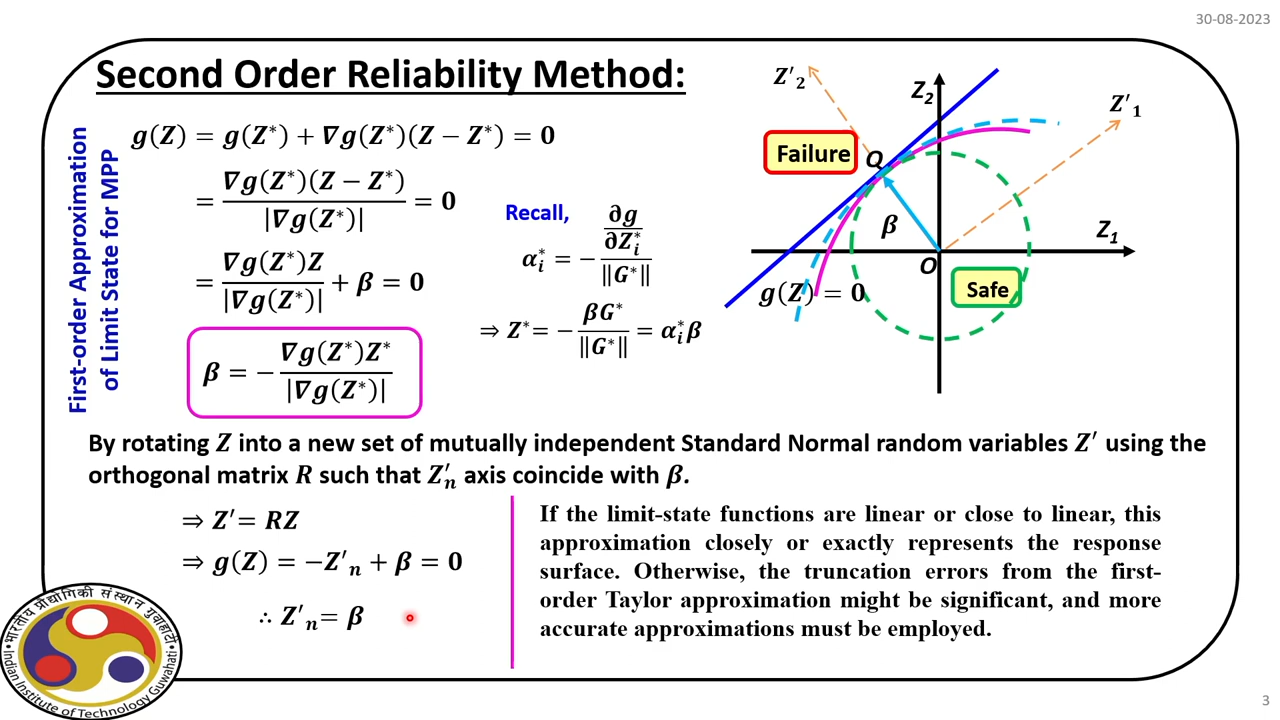 30-08-2023
Second Order Reliability Method:
First-order Approximation
of Limit State for MPP
g(Z) = g(Z*) + ∇g(Z*)(Z − Z*) = 0
= ∇g(Z*)(Z − Z*) / |∇g(Z*)| = 0
= ∇g(Z*)Z / |∇g(Z*)| + β = 0
β = − ∇g(Z*)Z* / |∇g(Z*)|
Recall,
α*ᵢ = − (∂g / ∂Z*ᵢ) / ‖G*‖
⇒ Z* = − βG* / ‖G*‖ = α*ᵢβ
Z′₂
Z₂
Z′₁
Failure
Q
β
Z₁
O
g(Z) = 0
Safe
By rotating Z into a new set of mutually independent Standard Normal random variables Z′ using the
orthogonal matrix R such that Z′ₙ axis coincide with β.
⇒ Z′ = RZ
⇒ g(Z) = −Z′ₙ + β = 0
∴ Z′ₙ = β
If the limit-state functions are linear or close to linear, this
approximation closely or exactly represents the response
surface. Otherwise, the truncation errors from the first-
order Taylor approximation might be significant, and more
accurate approximations must be employed.
भारतीय प्रौद्योगिकी संस्थान गुवाहाटी
Indian Institute of Technology Guwahati
3